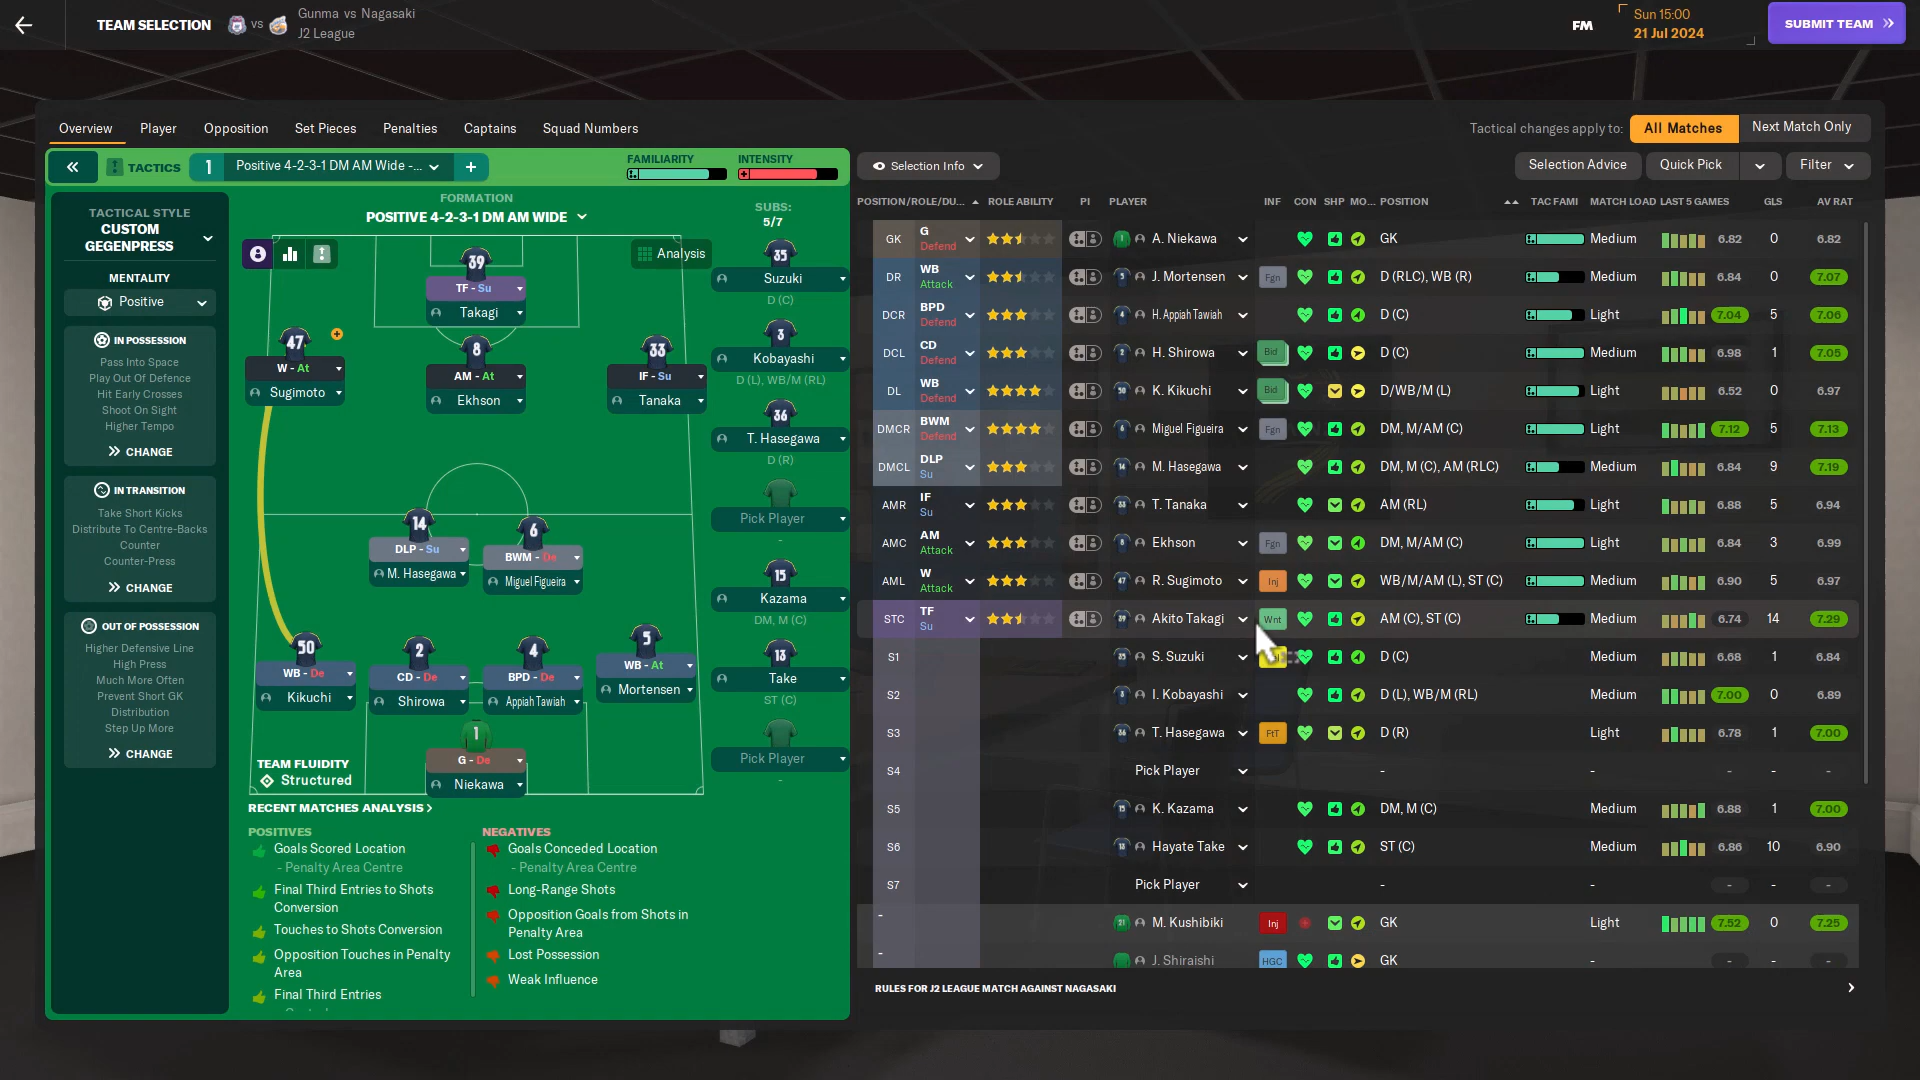 TEAM SELECTION
vs
Gunma vs Nagasaki
J2 League
FM
Sun 15:00
21 Jul 2024
SUBMIT TEAM
Overview
Player
Opposition
Set Pieces
Penalties
Captains
Squad Numbers
Tactical changes apply to:
All Matches
Next Match Only
TACTICS
1
Positive 4-2-3-1 DM AM Wide -...
+
FAMILIARITY
INTENSITY
Selection Info
Selection Advice
Quick Pick
Filter
TACTICAL STYLE
CUSTOM
GEGENPRESS
MENTALITY
Positive
IN POSSESSION
Pass Into Space
Play Out Of Defence
Hit Early Crosses
Shoot On Sight
Higher Tempo
CHANGE
IN TRANSITION
Take Short Kicks
Distribute To Centre-Backs
Counter
Counter-Press
CHANGE
OUT OF POSSESSION
Higher Defensive Line
High Press
Much More Often
Prevent Short GK
Distribution
Step Up More
CHANGE
FORMATION
POSITIVE 4-2-3-1 DM AM WIDE
Analysis
39
TF - Su
Takagi
47
W - At
Sugimoto
8
AM - At
Ekhson
33
IF - Su
Tanaka
14
DLP - Su
M. Hasegawa
6
BWM - De
Miguel Figueira
50
WB - De
Kikuchi
2
CD - De
Shirowa
4
BPD - De
Appiah Tawiah
5
WB - At
Mortensen
1
G - De
Niekawa
TEAM FLUIDITY
Structured
SUBS:
5/7
35
Suzuki
D (C)
3
Kobayashi
D (L), WB/M (RL)
36
T. Hasegawa
D (R)
Pick Player
-
15
Kazama
DM, M (C)
13
Take
ST (C)
Pick Player
-
RECENT MATCHES ANALYSIS
POSITIVES
Goals Scored Location
- Penalty Area Centre
Final Third Entries to Shots
Conversion
Touches to Shots Conversion
Opposition Touches in Penalty
Area
Final Third Entries
NEGATIVES
Goals Conceded Location
- Penalty Area Centre
Long-Range Shots
Opposition Goals from Shots in
Penalty Area
Lost Possession
Weak Influence
POSITION/ROLE/DU... ROLE ABILITY PI PLAYER INF CON SHP MO... POSITION TAC FAMI MATCH LOAD LAST 5 GAMES GLS AV RAT
GK G Defend A. Niekawa GK Medium 6.82 0 6.82
DR WB Attack J. Mortensen Fgn D (RLC), WB (R) Medium 6.84 0 7.07
DCR BPD Defend H. Appiah Tawiah D (C) Light 7.04 5 7.06
DCL CD Defend H. Shirowa Bid D (C) Medium 6.98 1 7.05
DL WB Defend K. Kikuchi Bid D/WB/M (L) Light 6.52 0 6.97
DMCR BWM Defend Miguel Figueira Fgn DM, M/AM (C) Light 7.12 5 7.13
DMCL DLP Su M. Hasegawa DM, M (C), AM (RLC) Light 6.84 9 7.19
AMR IF Su T. Tanaka AM (RL) Light 6.88 5 6.94
AMC AM Attack Ekhson Fgn DM, M/AM (C) Light 6.84 3 6.99
AML W Attack R. Sugimoto Inj WB/M/AM (L), ST (C) Medium 6.90 5 6.97
STC TF Su Akito Takagi Wnt AM (C), ST (C) Medium 6.74 14 7.29
S1 S. Suzuki D (C) Medium 6.68 1 6.84
S2 I. Kobayashi D (L), WB/M (RL) Medium 7.00 0 6.89
S3 T. Hasegawa FtT D (R) Light 6.78 1 7.00
S4 Pick Player - - - - -
S5 K. Kazama DM, M (C) Medium 6.88 1 7.00
S6 Hayate Take ST (C) Medium 6.86 10 6.90
S7 Pick Player - - - - -
- M. Kushibiki Inj GK Light 7.52 0 7.25
- J. Shiraishi HGC GK - - - -
RULES FOR J2 LEAGUE MATCH AGAINST NAGASAKI